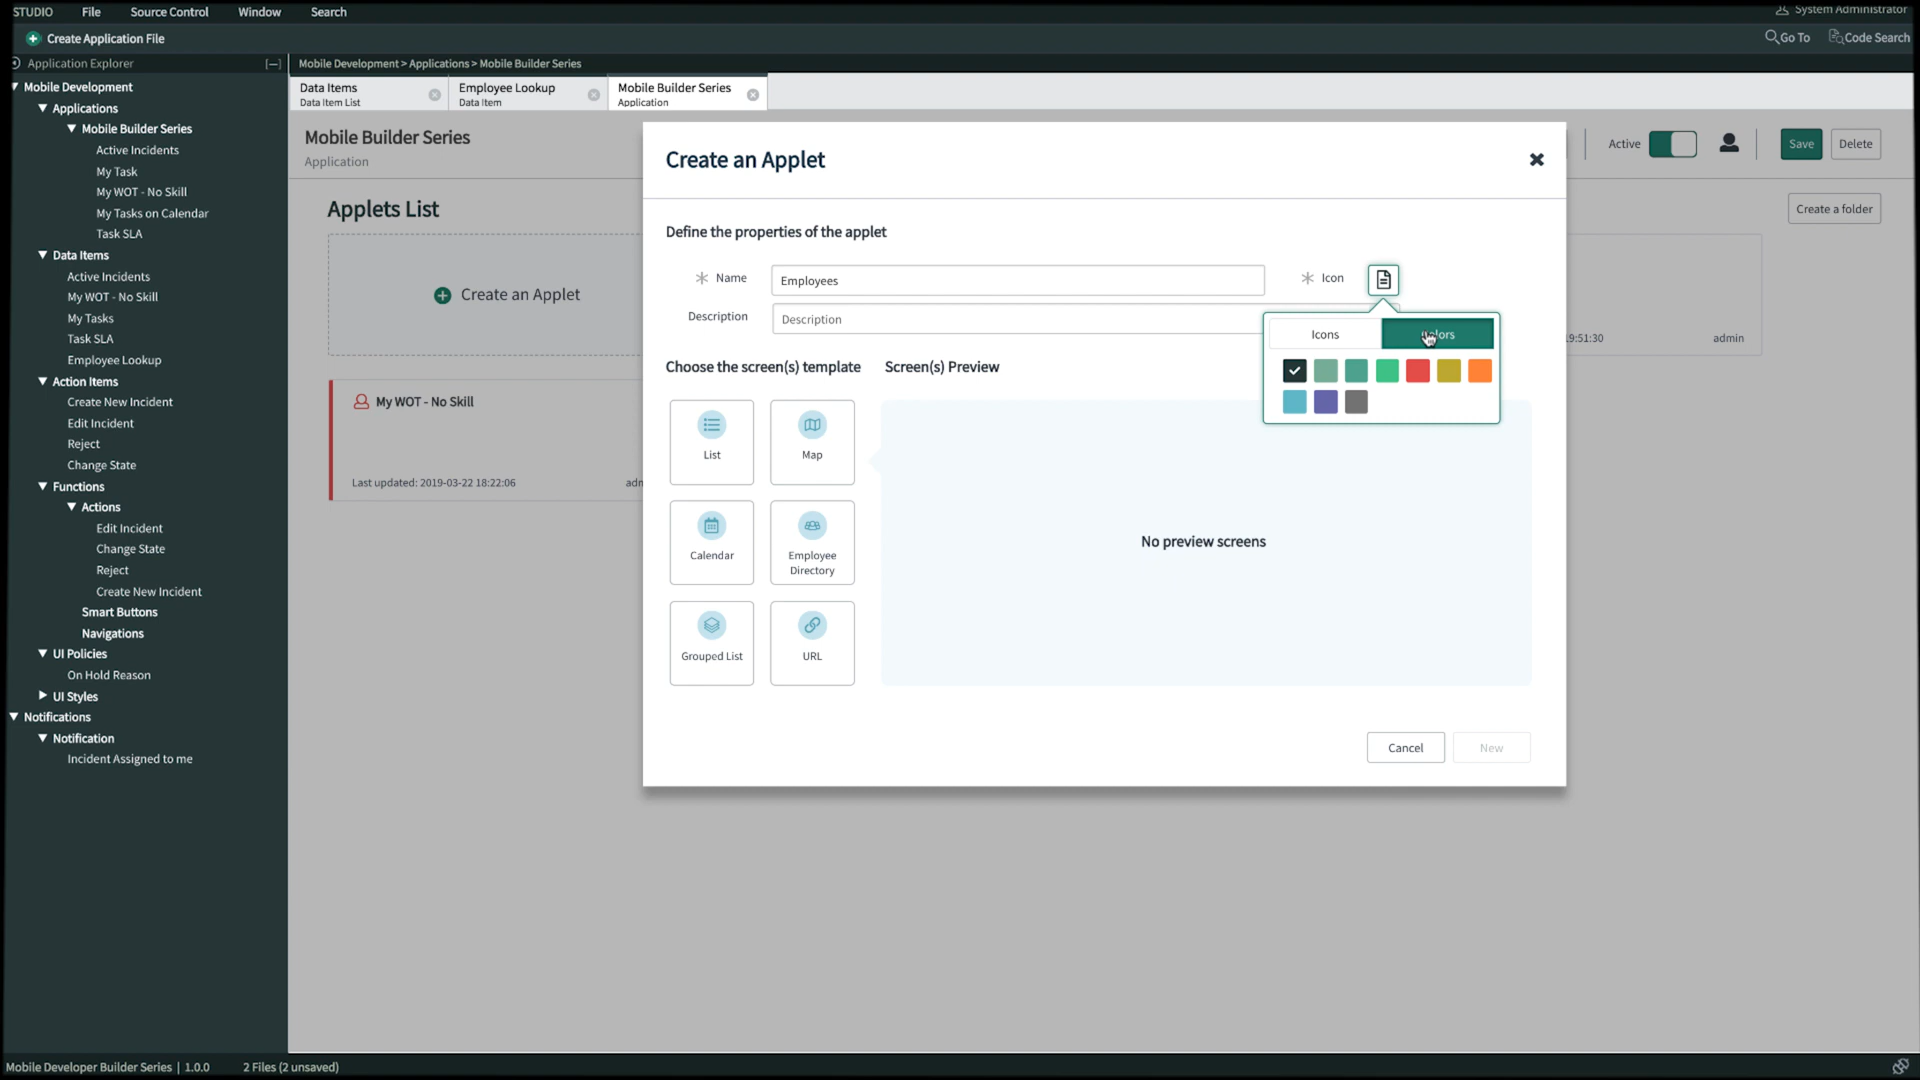 STUDIO File Source Control Window Search
System Administrator
Create Application File
Go To Code Search
Application Explorer [—]
Mobile Development > Applications > Mobile Builder Series
Mobile Development
Applications
Mobile Builder Series
Active Incidents
My Task
My WOT - No Skill
My Tasks on Calendar
Task SLA
Data Items
Active Incidents
My WOT - No Skill
My Tasks
Task SLA
Employee Lookup
Action Items
Create New Incident
Edit Incident
Reject
Change State
Functions
Actions
Edit Incident
Change State
Reject
Create New Incident
Smart Buttons
Navigations
UI Policies
On Hold Reason
UI Styles
Notifications
Notification
Incident Assigned to me
Data Items
Data Item List
Employee Lookup
Data Item
Mobile Builder Series
Application
Mobile Builder Series
Application
Active
Save Delete
Applets List
Create a folder
Create an Applet
9:51:30 admin
My WOT - No Skill
Last updated: 2019-03-22 18:22:06
Create an Applet
Define the properties of the applet
Name Employees
Icon
Description Description
Icons
Choose the screen(s) template
Screen(s) Preview
List Map
Calendar Employee Directory
Grouped List URL
No preview screens
Cancel New
Mobile Developer Builder Series | 1.0.0 2 Files (2 unsaved)